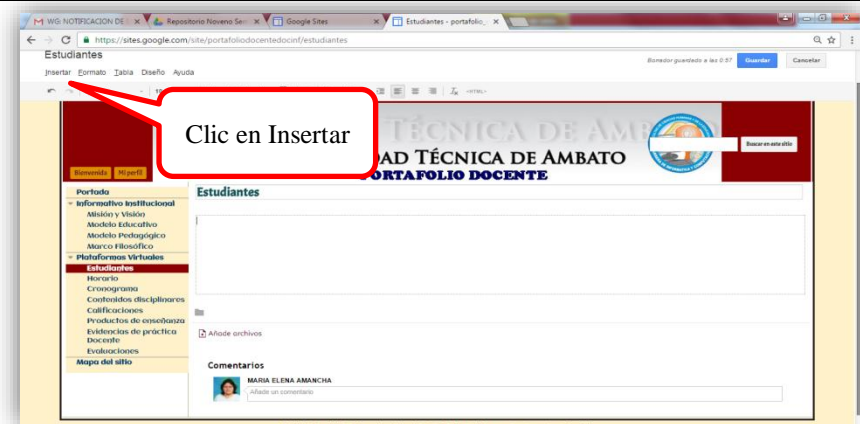 WG: NOTIFICACION DE
Repositorio Noveno Se
Google Sites
Estudiantes - portafolio_
https://sites.google.com/site/portafoliodocentedocinf/estudiantes
Estudiantes
Borrador guardado a las 0:57
Guardar
Cancelar
Insertar Formato Tabla Diseño Ayuda
<HTML>
Clic en Insertar
TÉCNICA DE AMBATO
AD TÉCNICA DE AMBATO
PORTAFOLIO DOCENTE
Buscar en este sitio
Bienvenida
Mi perfil
Portada
Informativo Institucional
Misión y Visión
Modelo Educativo
Modelo Pedagógico
Marco Filosófico
Plataformas Virtuales
Estudiantes
Horario
Cronograma
Contenidos disciplinares
Calificaciones
Productos de enseñanza
Evidencias de práctica
Docente
Evaluaciones
Mapa del sitio
Estudiantes
Añade archivos
Comentarios
MARIA ELENA AMANCHA
Añade un comentario